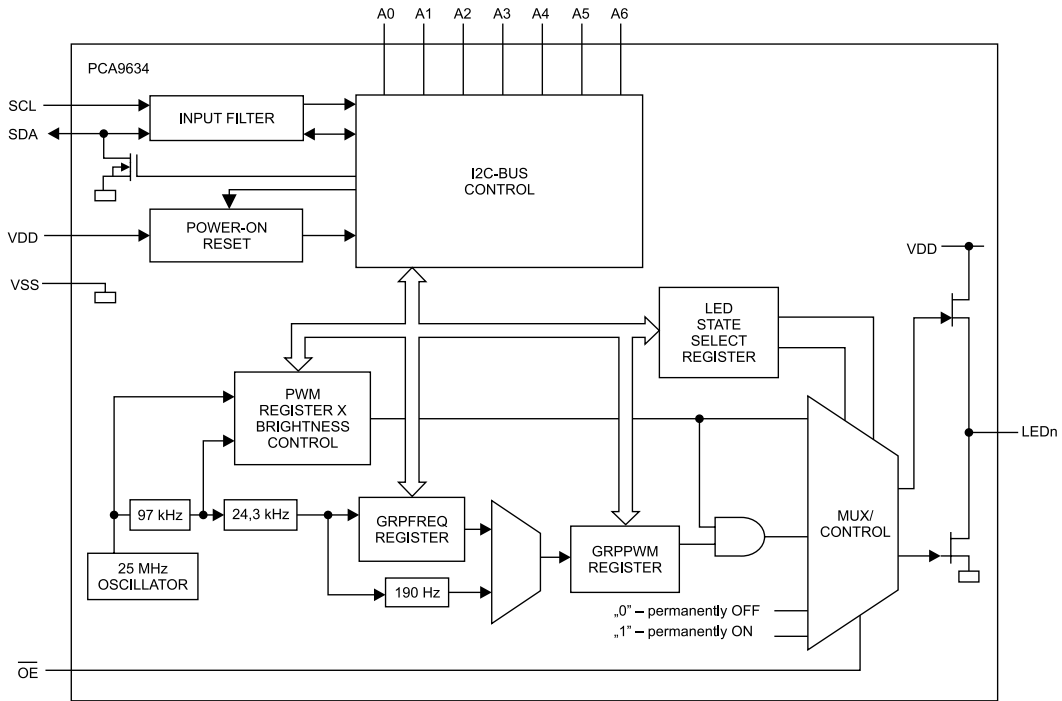 A0 A1 A2 A3 A4 A5 A6
PCA9634
SCL
INPUT FILTER
SDA
I2C-BUS
CONTROL
POWER-ON
RESET
VDD
VDD
VSS
LED
STATE
SELECT
REGISTER
PWM
REGISTER X
BRIGHTNESS
CONTROL
LEDn
97 kHz
24,3 kHz
GRPFREQ
REGISTER
MUX/
CONTROL
GRPPWM
REGISTER
25 MHz
OSCILLATOR
190 Hz
„0” – permanently OFF
„1” – permanently ON
OE